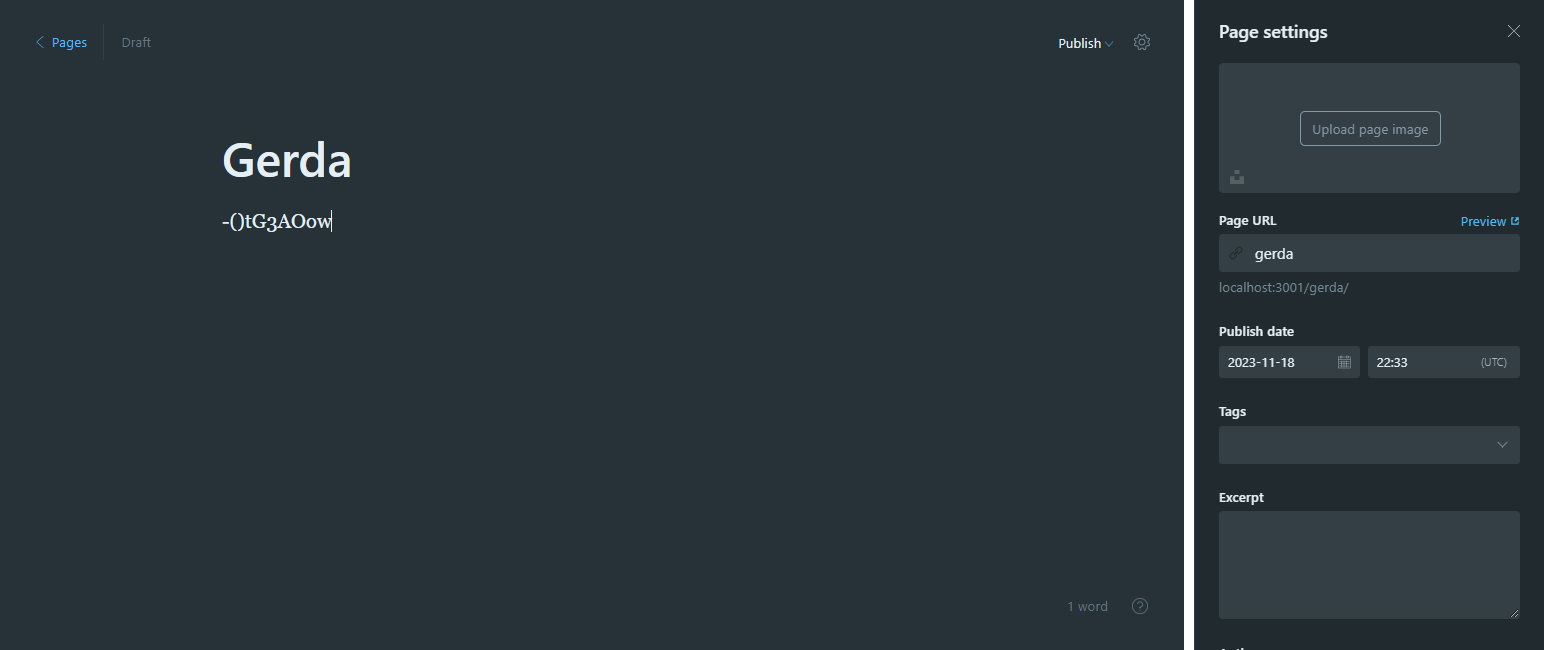 Pages
Draft
Publish
Gerda
-()tG3AOow
1 word
Page settings
Upload page image
Page URL
Preview
gerda
localhost:3001/gerda/
Publish date
2023-11-18
22:33
(UTC)
Tags
Excerpt